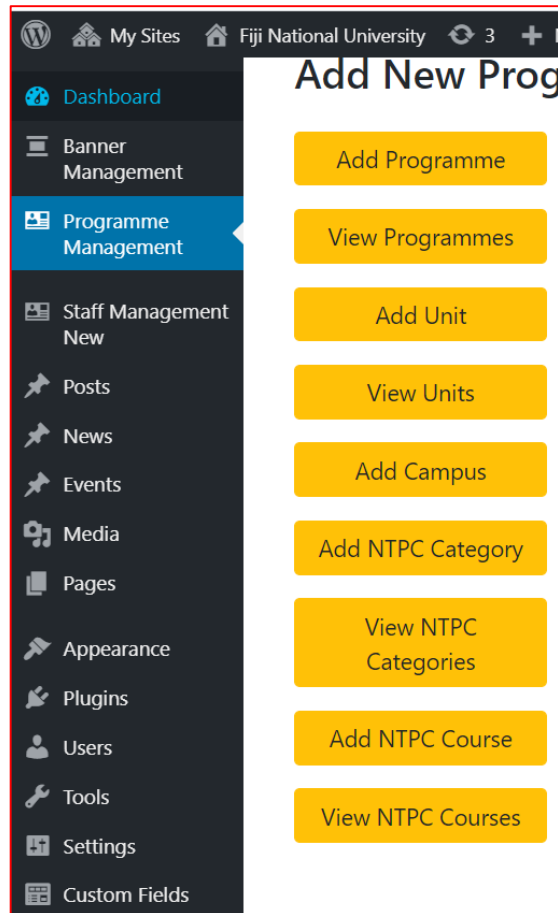 My Sites Fiji National University 3
Add New Prog
Dashboard
Banner
Management
Programme
Management
Staff Management
New
Posts
News
Events
Media
Pages
Appearance
Plugins
Users
Tools
Settings
Custom Fields
Add Programme
View Programmes
Add Unit
View Units
Add Campus
Add NTPC Category
View NTPC
Categories
Add NTPC Course
View NTPC Courses